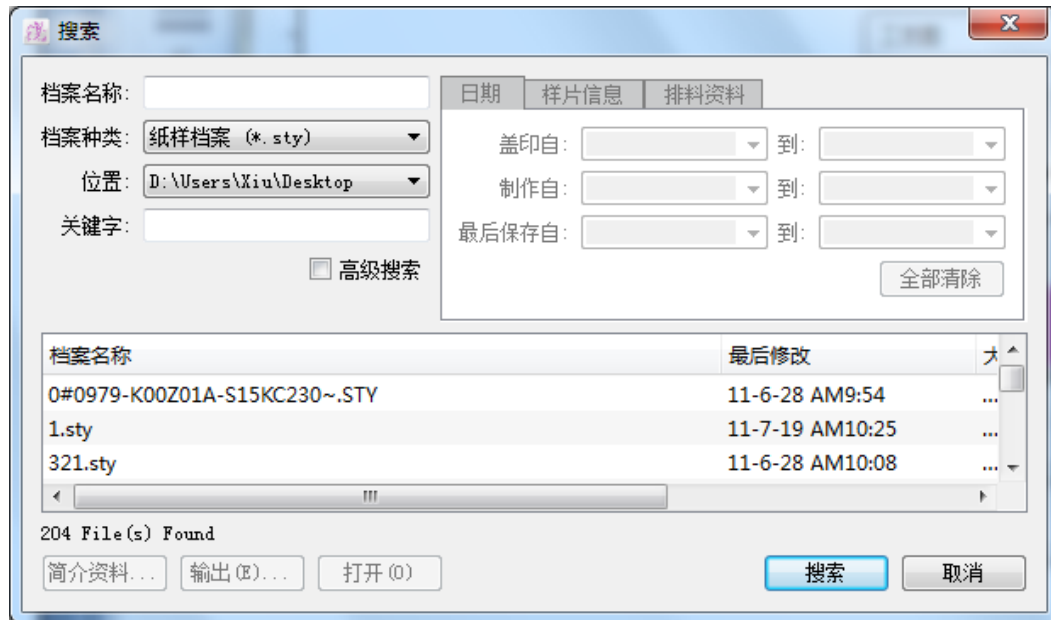 搜索
档案名称:
档案种类: 纸样档案 (*.sty)
位置: D:\Users\Xiu\Desktop
关键字:
高级搜索
日期 样片信息 排料资料
盖印自: 到:
制作自: 到:
最后保存自: 到:
全部清除
档案名称 最后修改 大
0#0979-K00Z01A-S15KC230~.STY 11-6-28 AM9:54 ...
1.sty 11-7-19 AM10:25 ...
321.sty 11-6-28 AM10:08 ...
204 File(s) Found
简介资料... 输出(E)... 打开(O) 搜索 取消